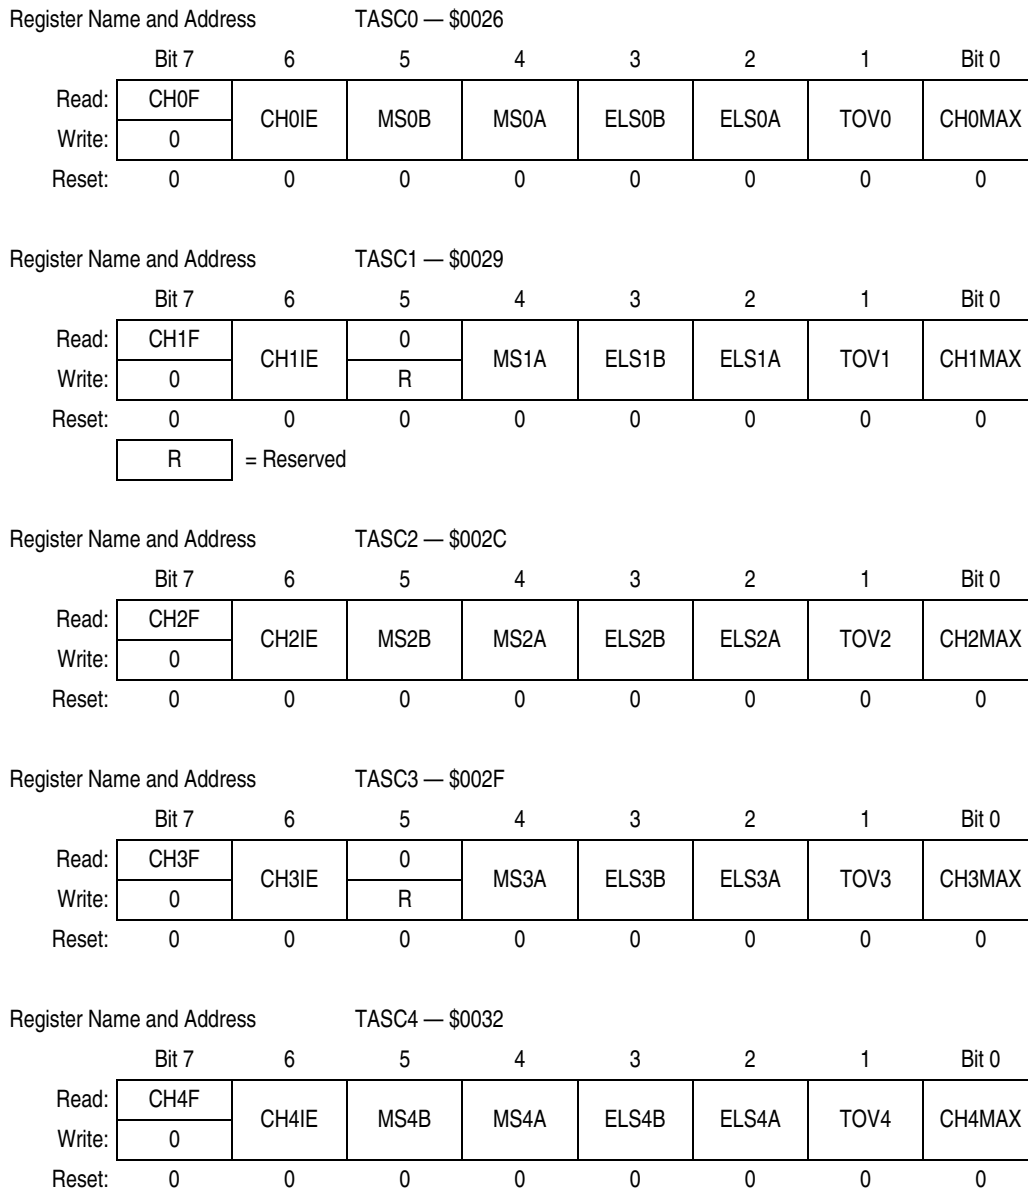 Register Name and Address TASC0 — $0026
Bit 7 6 5 4 3 2 1 Bit 0
Read: CH0F CH0IE MS0B MS0A ELS0B ELS0A TOV0 CH0MAX
Write: 0
Reset: 0 0 0 0 0 0 0 0
Register Name and Address TASC1 — $0029
Bit 7 6 5 4 3 2 1 Bit 0
Read: CH1F CH1IE 0 MS1A ELS1B ELS1A TOV1 CH1MAX
Write: 0 R
Reset: 0 0 0 0 0 0 0 0
R = Reserved
Register Name and Address TASC2 — $002C
Bit 7 6 5 4 3 2 1 Bit 0
Read: CH2F CH2IE MS2B MS2A ELS2B ELS2A TOV2 CH2MAX
Write: 0
Reset: 0 0 0 0 0 0 0 0
Register Name and Address TASC3 — $002F
Bit 7 6 5 4 3 2 1 Bit 0
Read: CH3F CH3IE 0 MS3A ELS3B ELS3A TOV3 CH3MAX
Write: 0 R
Reset: 0 0 0 0 0 0 0 0
Register Name and Address TASC4 — $0032
Bit 7 6 5 4 3 2 1 Bit 0
Read: CH4F CH4IE MS4B MS4A ELS4B ELS4A TOV4 CH4MAX
Write: 0
Reset: 0 0 0 0 0 0 0 0